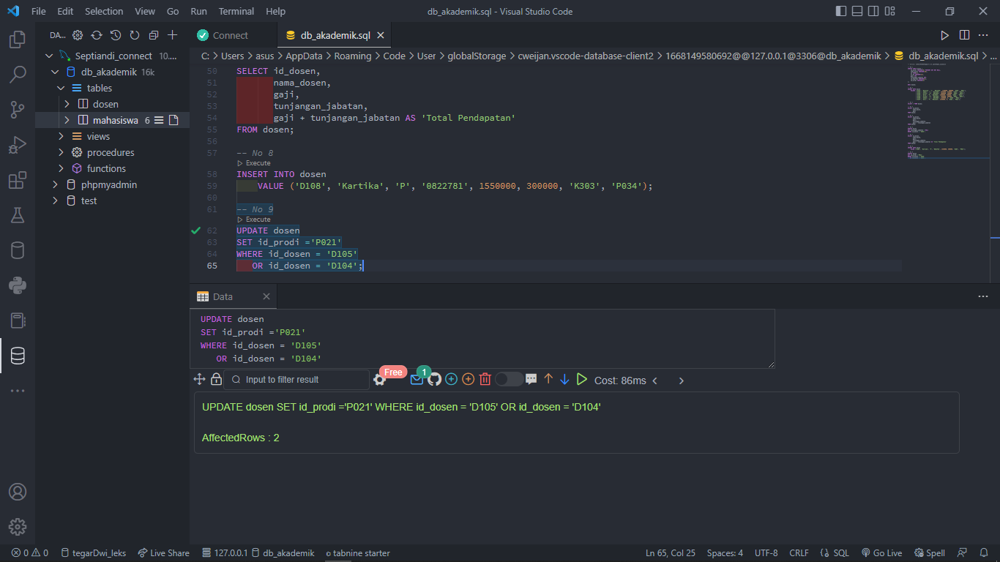 File Edit Selection View Go Run Terminal Help
db_akademik.sql - Visual Studio Code
DA...
Connect
db_akademik.sql
C: > Users > asus > AppData > Roaming > Code > User > globalStorage > cweijan.vscode-database-client2 > 1668149580692@@127.0.0.1@3306@db_akademik > db_akademik.sql > ...
Septiandi_connect 10....
db_akademik 16k
tables
dosen
mahasiswa 6
views
procedures
functions
phpmyadmin
test
50 SELECT id_dosen,
51 nama_dosen,
52 gaji,
53 tunjangan_jabatan,
54 gaji + tunjangan_jabatan AS 'Total Pendapatan'
55 FROM dosen;
56
57 -- No 8
Execute
58 INSERT INTO dosen
59 VALUE ('D108', 'Kartika', 'P', '0822781', 1550000, 300000, 'K303', 'P034');
60
61 -- No 9
Execute
62 UPDATE dosen
63 SET id_prodi ='P021'
64 WHERE id_dosen = 'D105'
65 OR id_dosen = 'D104';
Data
UPDATE dosen
SET id_prodi ='P021'
WHERE id_dosen = 'D105'
OR id_dosen = 'D104'
Input to filter result
Free
1
Cost: 86ms
UPDATE dosen SET id_prodi ='P021' WHERE id_dosen = 'D105' OR id_dosen = 'D104'
AffectedRows : 2
0 0 tegarDwi_leks Live Share 127.0.0.1 db_akademik tabnine starter
Ln 65, Col 25 Spaces: 4 UTF-8 CRLF SQL Go Live Spell